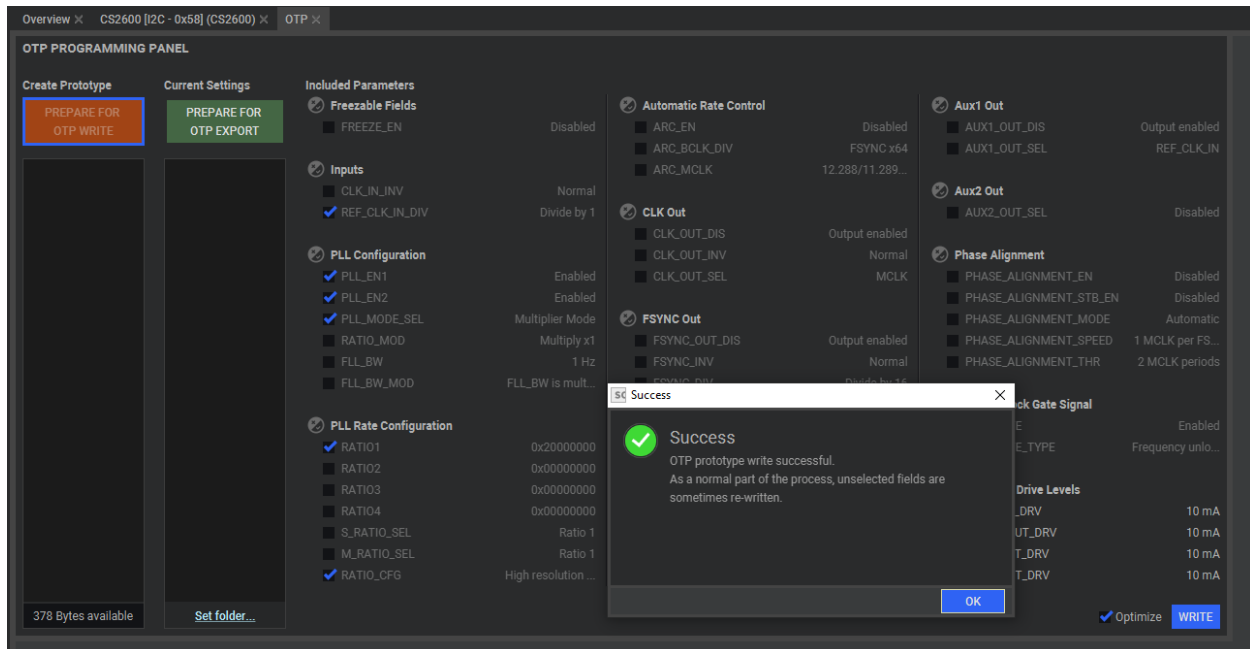 Overview
CS2600 [I2C - 0x58] (CS2600)
OTP
OTP PROGRAMMING PANEL
Create Prototype
PREPARE FOR
OTP WRITE
378 Bytes available
Current Settings
PREPARE FOR
OTP EXPORT
Set folder...
Included Parameters
Freezable Fields
FREEZE_EN Disabled
Inputs
CLK_IN_INV Normal
REF_CLK_IN_DIV Divide by 1
PLL Configuration
PLL_EN1 Enabled
PLL_EN2 Enabled
PLL_MODE_SEL Multiplier Mode
RATIO_MOD Multiply x1
FLL_BW 1 Hz
FLL_BW_MOD FLL_BW is mult...
PLL Rate Configuration
RATIO1 0x20000000
RATIO2 0x00000000
RATIO3 0x00000000
RATIO4 0x00000000
S_RATIO_SEL Ratio 1
M_RATIO_SEL Ratio 1
RATIO_CFG High resolution ...
Automatic Rate Control
ARC_EN Disabled
ARC_BCLK_DIV FSYNC x64
ARC_MCLK 12.288/11.289...
CLK Out
CLK_OUT_DIS Output enabled
CLK_OUT_INV Normal
CLK_OUT_SEL MCLK
FSYNC Out
FSYNC_OUT_DIS Output enabled
FSYNC_INV Normal
FSYNC_DIV Divide by 16
Aux1 Out
AUX1_OUT_DIS Output enabled
AUX1_OUT_SEL REF_CLK_IN
Aux2 Out
AUX2_OUT_SEL Disabled
Phase Alignment
PHASE_ALIGNMENT_EN Disabled
PHASE_ALIGNMENT_STB_EN Disabled
PHASE_ALIGNMENT_MODE Automatic
PHASE_ALIGNMENT_SPEED 1 MCLK per FS...
PHASE_ALIGNMENT_THR 2 MCLK periods
Gate Signal
E Enabled
E_TYPE Frequency unlo...
Drive Levels
_DRV 10 mA
UT_DRV 10 mA
T_DRV 10 mA
T_DRV 10 mA
Optimize
WRITE
Success
Success
OTP prototype write successful.
As a normal part of the process, unselected fields are
sometimes re-written.
OK